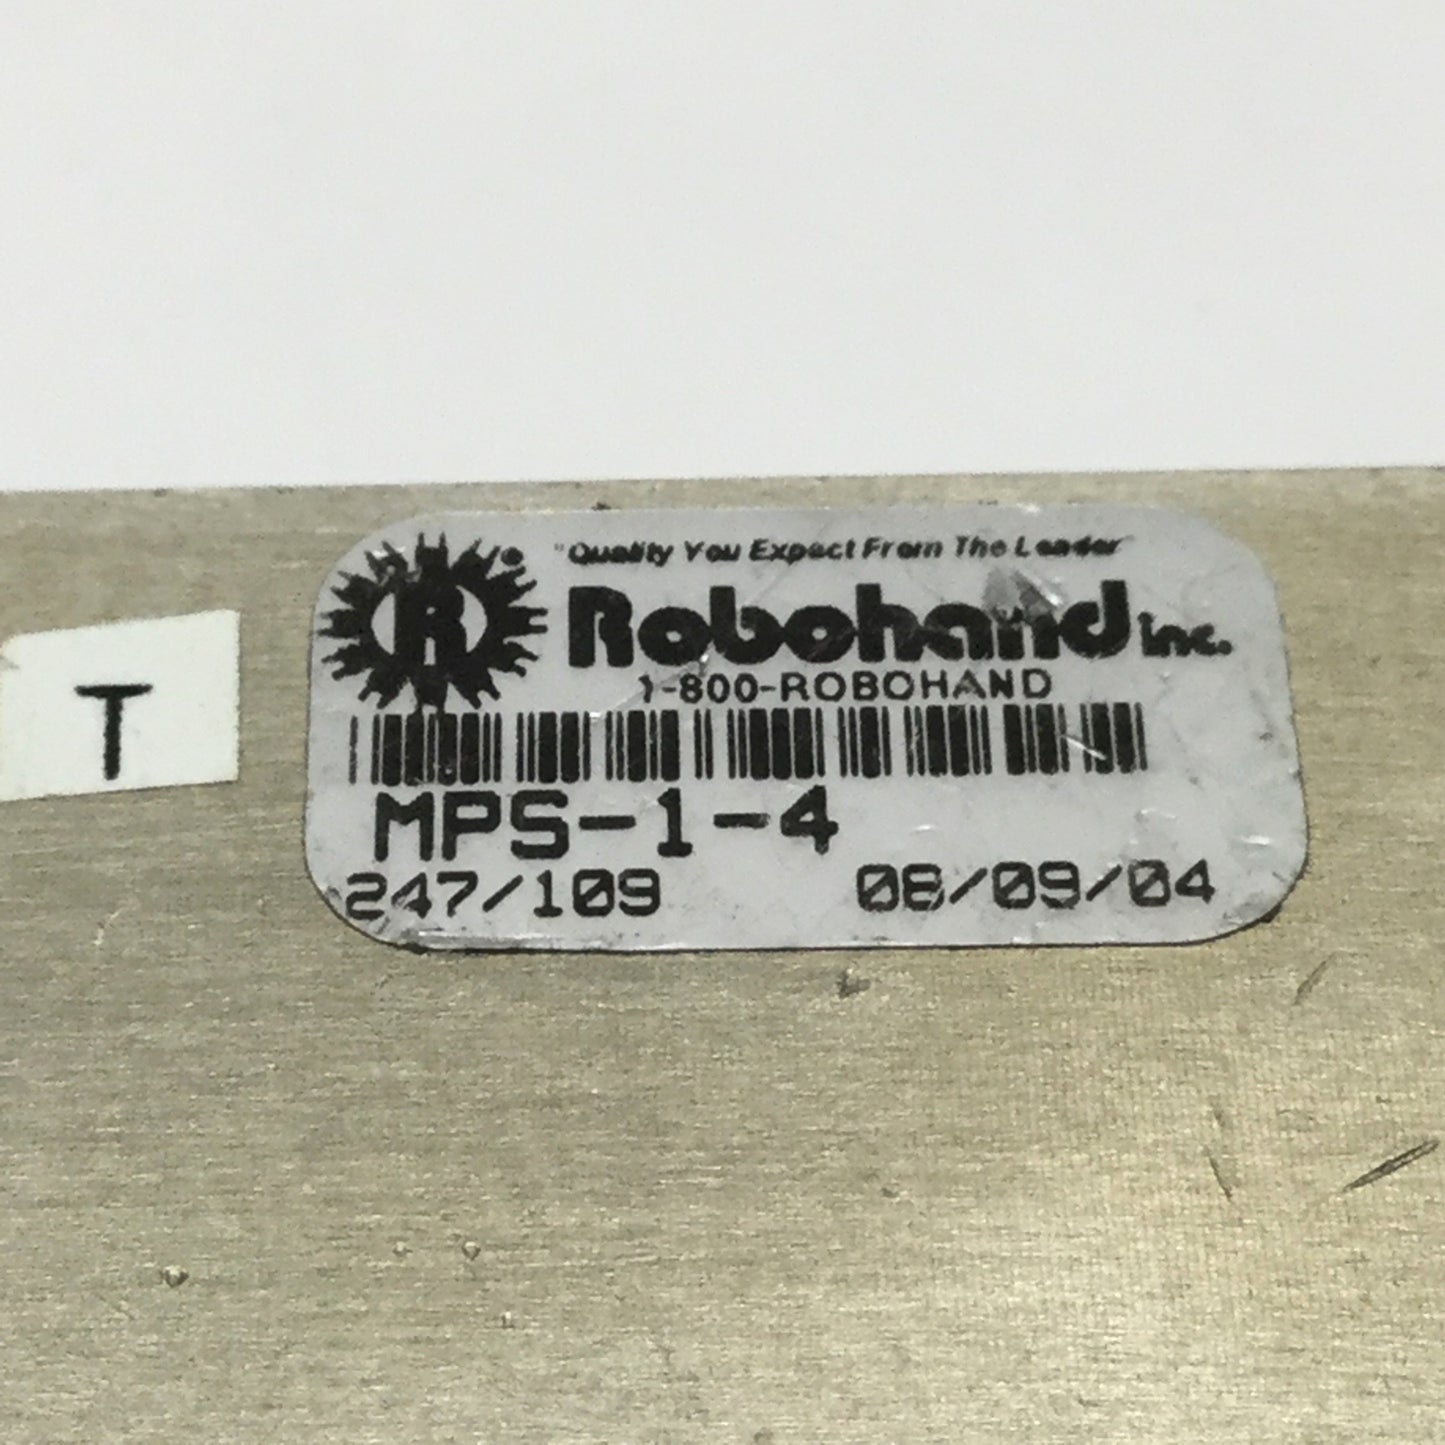 "Quality You Expect From The Leader"
R
Robohand Inc.
1-800-ROBOHAND
MPS-1-4
247/109 08/09/04
T